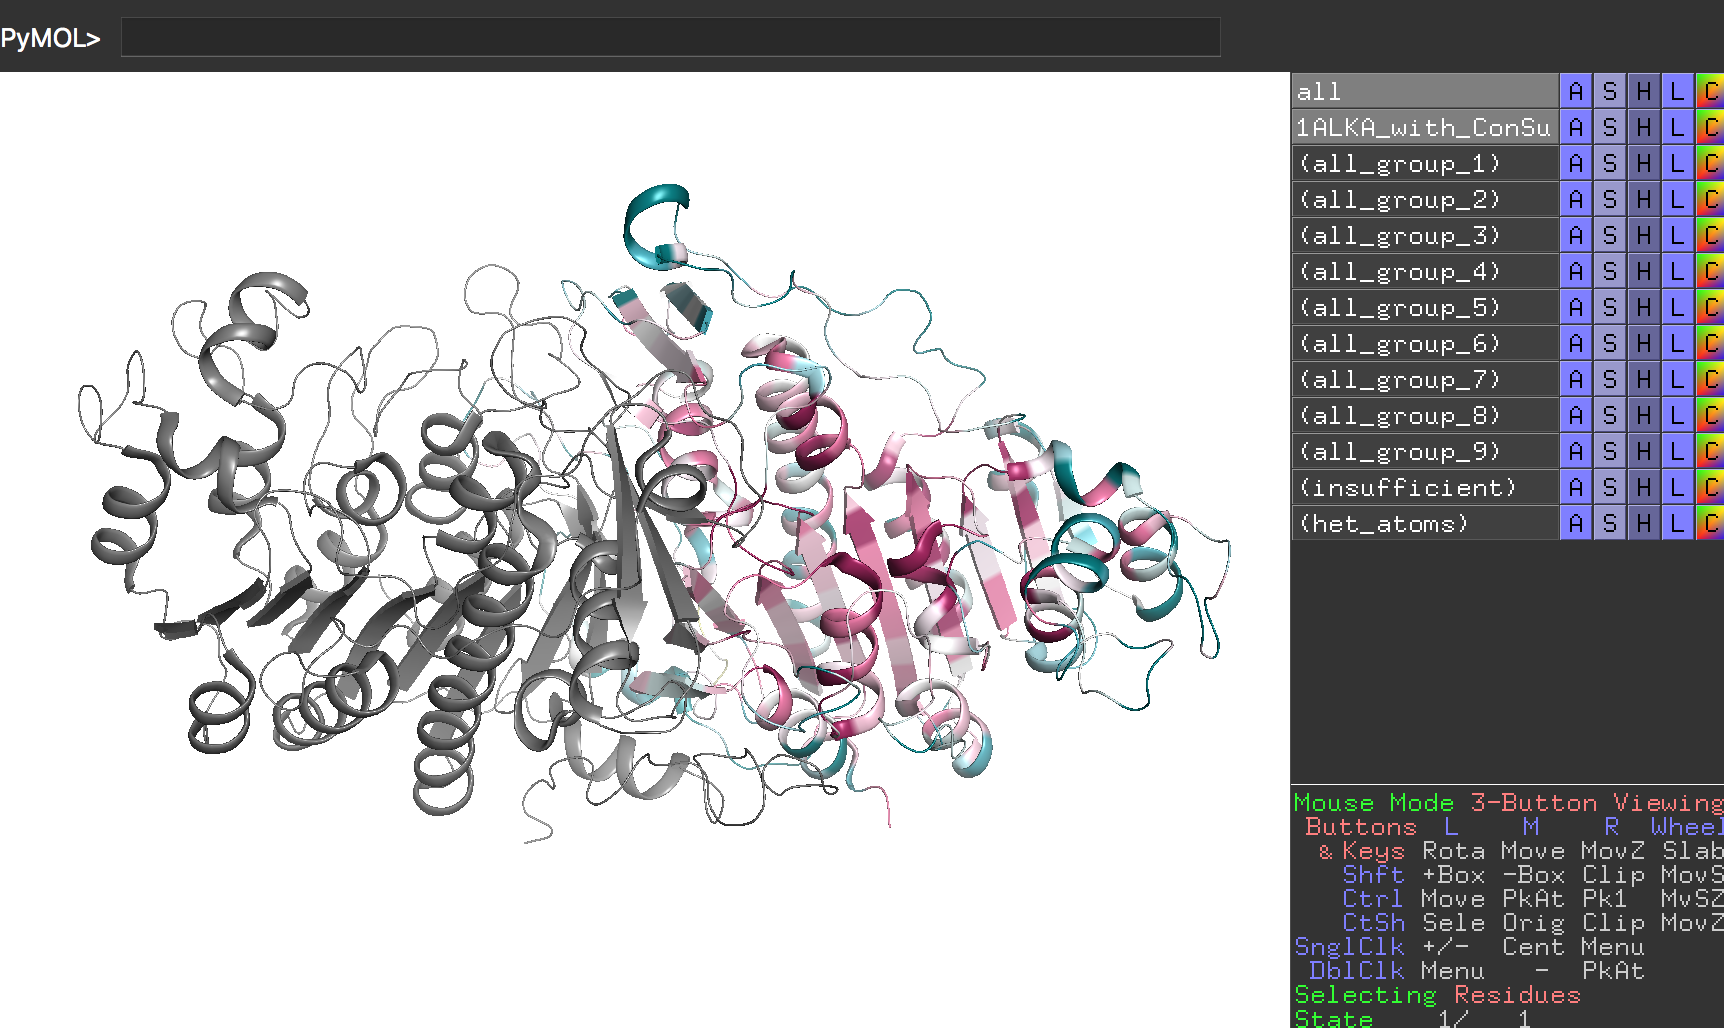 PyMOL>
all A S H L C
1ALKA_with_ConSu A S H L C
(all_group_1) A S H L C
(all_group_2) A S H L C
(all_group_3) A S H L C
(all_group_4) A S H L C
(all_group_5) A S H L C
(all_group_6) A S H L C
(all_group_7) A S H L C
(all_group_8) A S H L C
(all_group_9) A S H L C
(insufficient) A S H L C
(het_atoms) A S H L C
Mouse Mode 3-Button Viewing
Buttons L M R Wheel
& Keys Rota Move MovZ Slab
Shft +Box -Box Clip MovS
Ctrl Move PkAt Pk1 MvSZ
CtSh Sele Orig Clip MovZ
SnglClk +/- Cent Menu
DblClk Menu - PkAt
Selecting Residues
State 1/ 1